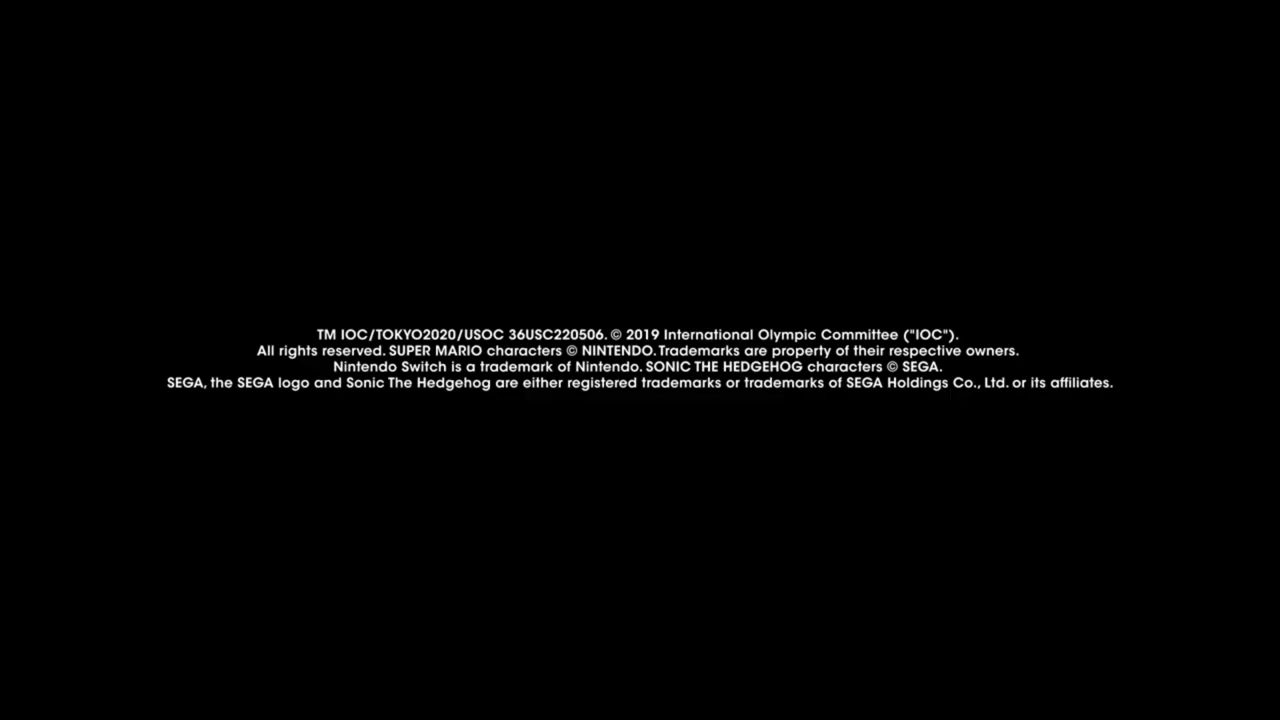 TM IOC/TOKYO2020/USOC 36USC220506. © 2019 International Olympic Committee ("IOC").
All rights reserved. SUPER MARIO characters © NINTENDO. Trademarks are property of their respective owners.
Nintendo Switch is a trademark of Nintendo. SONIC THE HEDGEHOG characters © SEGA.
SEGA, the SEGA logo and Sonic The Hedgehog are either registered trademarks or trademarks of SEGA Holdings Co., Ltd. or its affiliates.